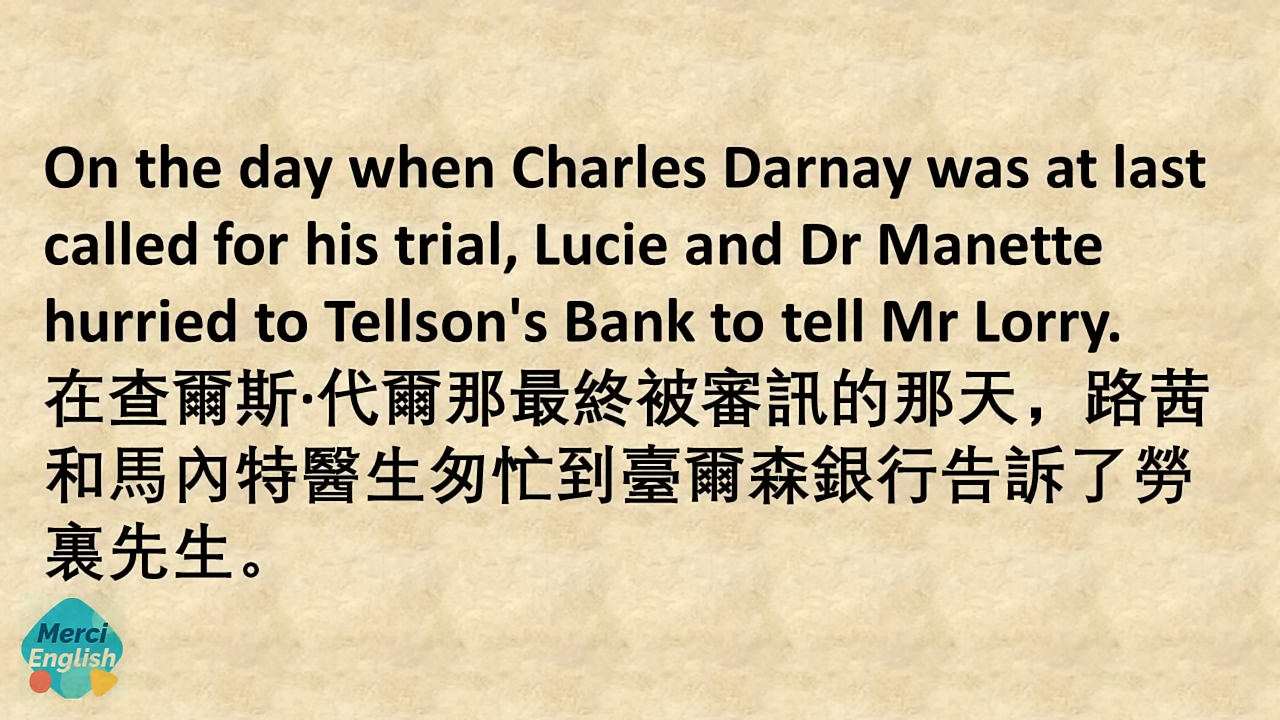 On the day when Charles Darnay was at last
called for his trial, Lucie and Dr Manette
hurried to Tellson's Bank to tell Mr Lorry.
在查爾斯·代爾那最終被審訊的那天，路茜
和馬內特醫生匆忙到臺爾森銀行告訴了勞
裏先生。
Merci
English